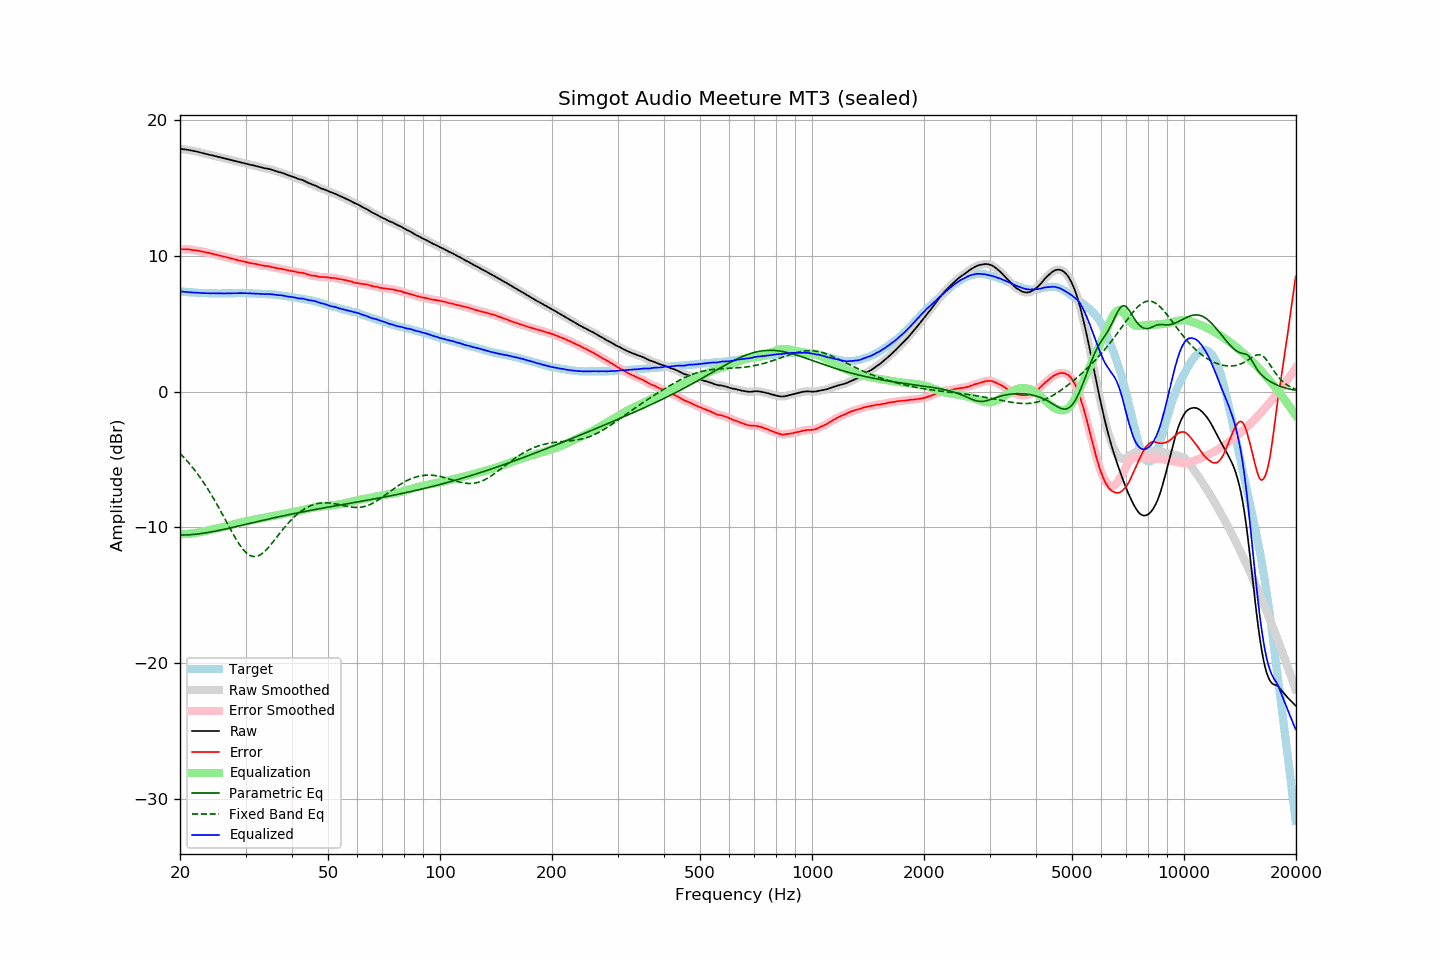 Simgot Audio Meeture MT3 (sealed)
20
10
0
−10
−20
−30
Amplitude (dBr)
Target
Raw Smoothed
Error Smoothed
Raw
Error
Equalization
Parametric Eq
Fixed Band Eq
Equalized
20 50 100 200 500 1000 2000 5000 10000 20000
Frequency (Hz)